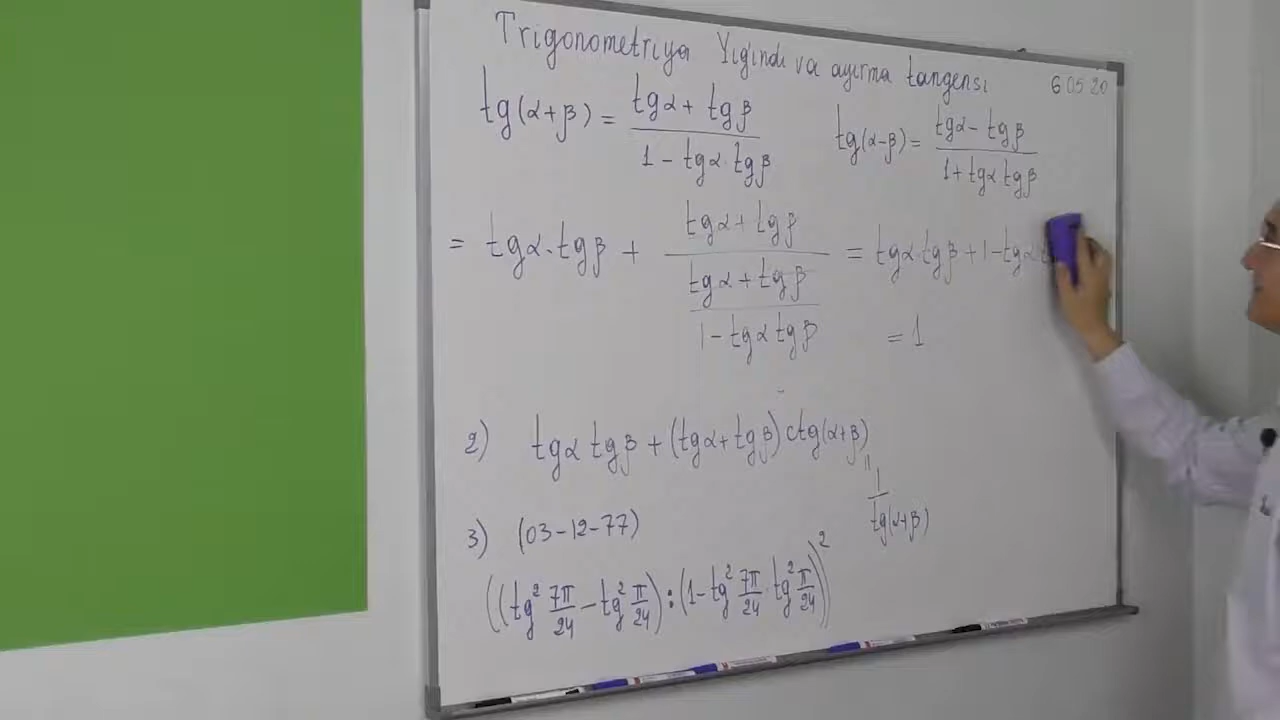 Trigonometriya Yig'indi va ayirma tangensi
6 05 20
tg(α+β) = (tgα + tgβ)/(1 - tgα·tgβ)
tg(α-β) = (tgα - tgβ)/(1 + tgα tgβ)
= tgα·tgβ + (tgα + tgβ)/((tgα + tgβ)/(1 - tgα tgβ)) = tgα·tgβ + 1 - tgα
= 1
2) tgα tgβ + (tgα + tgβ) ctg(α+β)
॥
1/tg(α+β)
3) (03-12-77)
((tg² 7π/24 - tg² π/24) : (1 - tg² 7π/24 · tg² π/24))²